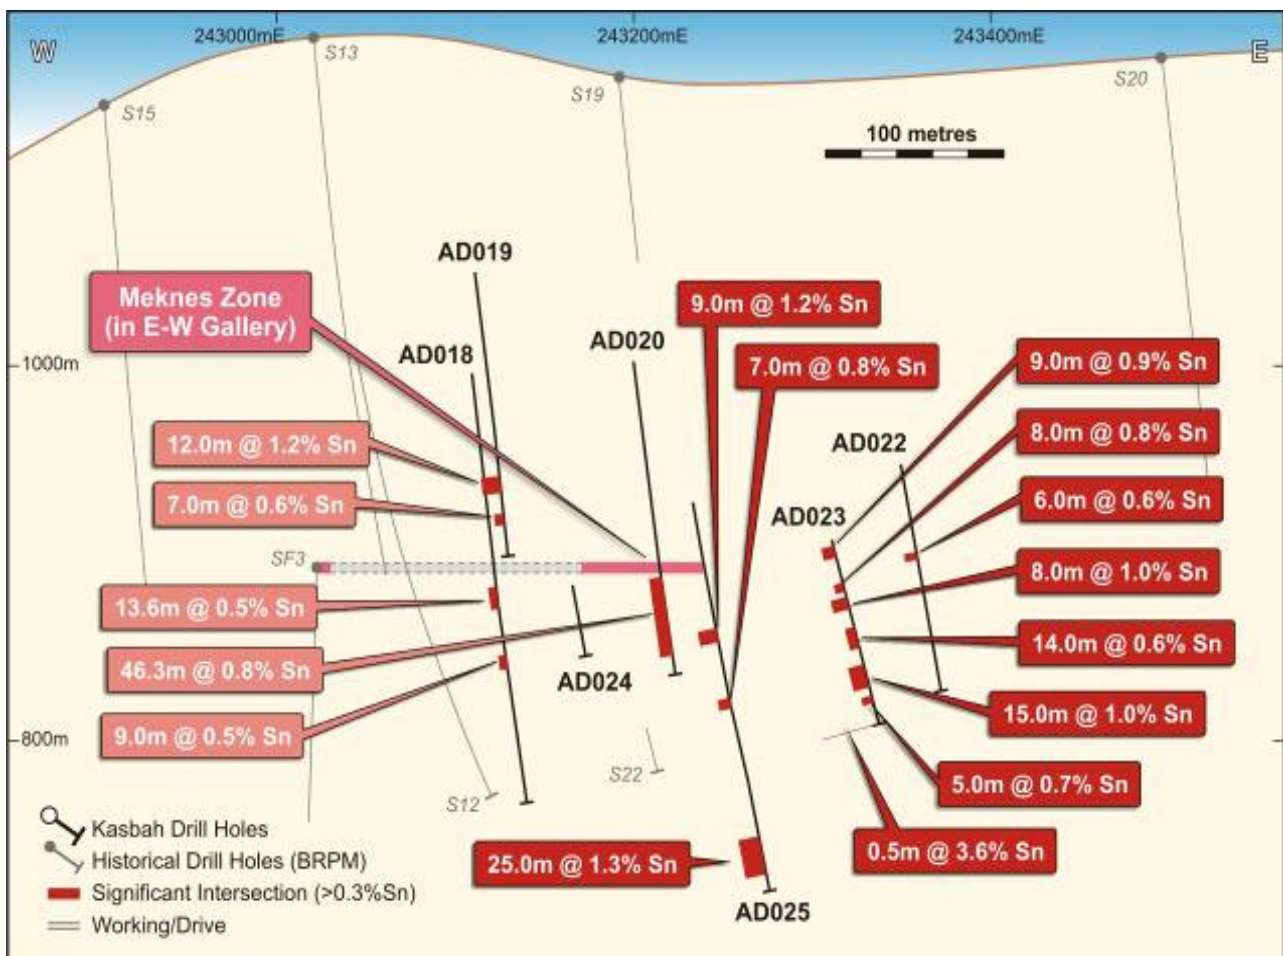 W
243000mE
243200mE
243400mE
E
S13
S15
S19
S20
100 metres
AD019
Meknes Zone
(in E-W Gallery)
9.0m @ 1.2% Sn
AD020
AD018
1000m
7.0m @ 0.8% Sn
9.0m @ 0.9% Sn
12.0m @ 1.2% Sn
8.0m @ 0.8% Sn
AD022
7.0m @ 0.6% Sn
6.0m @ 0.6% Sn
AD023
SF3
8.0m @ 1.0% Sn
13.6m @ 0.5% Sn
14.0m @ 0.6% Sn
46.3m @ 0.8% Sn
AD024
15.0m @ 1.0% Sn
9.0m @ 0.5% Sn
800m
S22
5.0m @ 0.7% Sn
S12
Kasbah Drill Holes
0.5m @ 3.6% Sn
Historical Drill Holes (BRPM)
25.0m @ 1.3% Sn
Significant Intersection (>0.3%Sn)
AD025
Working/Drive